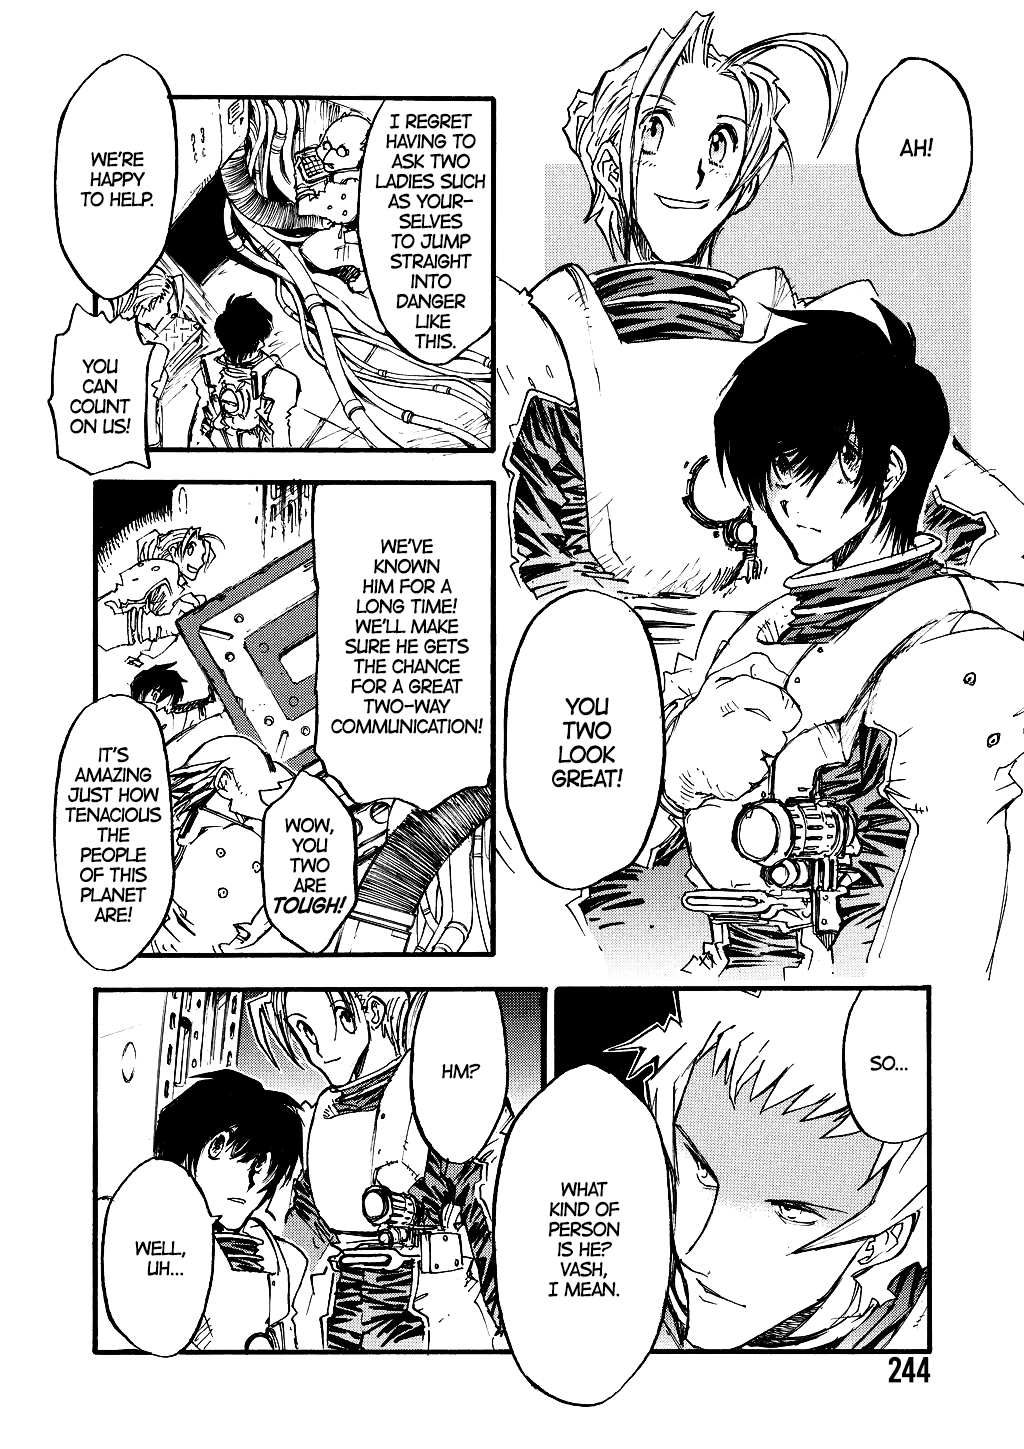 AH!
YOU
TWO
LOOK
GREAT!
I REGRET
HAVING TO
ASK TWO
LADIES SUCH
AS YOUR-
SELVES
TO JUMP
STRAIGHT
INTO
DANGER
LIKE
THIS.
WE'RE
HAPPY
TO HELP.
YOU
CAN
COUNT
ON US!
WE'VE
KNOWN
HIM FOR A
LONG TIME!
WE'LL MAKE
SURE HE GETS
THE CHANCE
FOR A GREAT
TWO-WAY
COMMUNICATION!
WOW,
YOU
TWO ARE
TOUGH!
IT'S
AMAZING
JUST HOW
TENACIOUS
THE
PEOPLE
OF THIS
PLANET
ARE!
SO...
WHAT
KIND OF
PERSON
IS HE?
VASH,
I MEAN.
HM?
WELL,
UH...
244